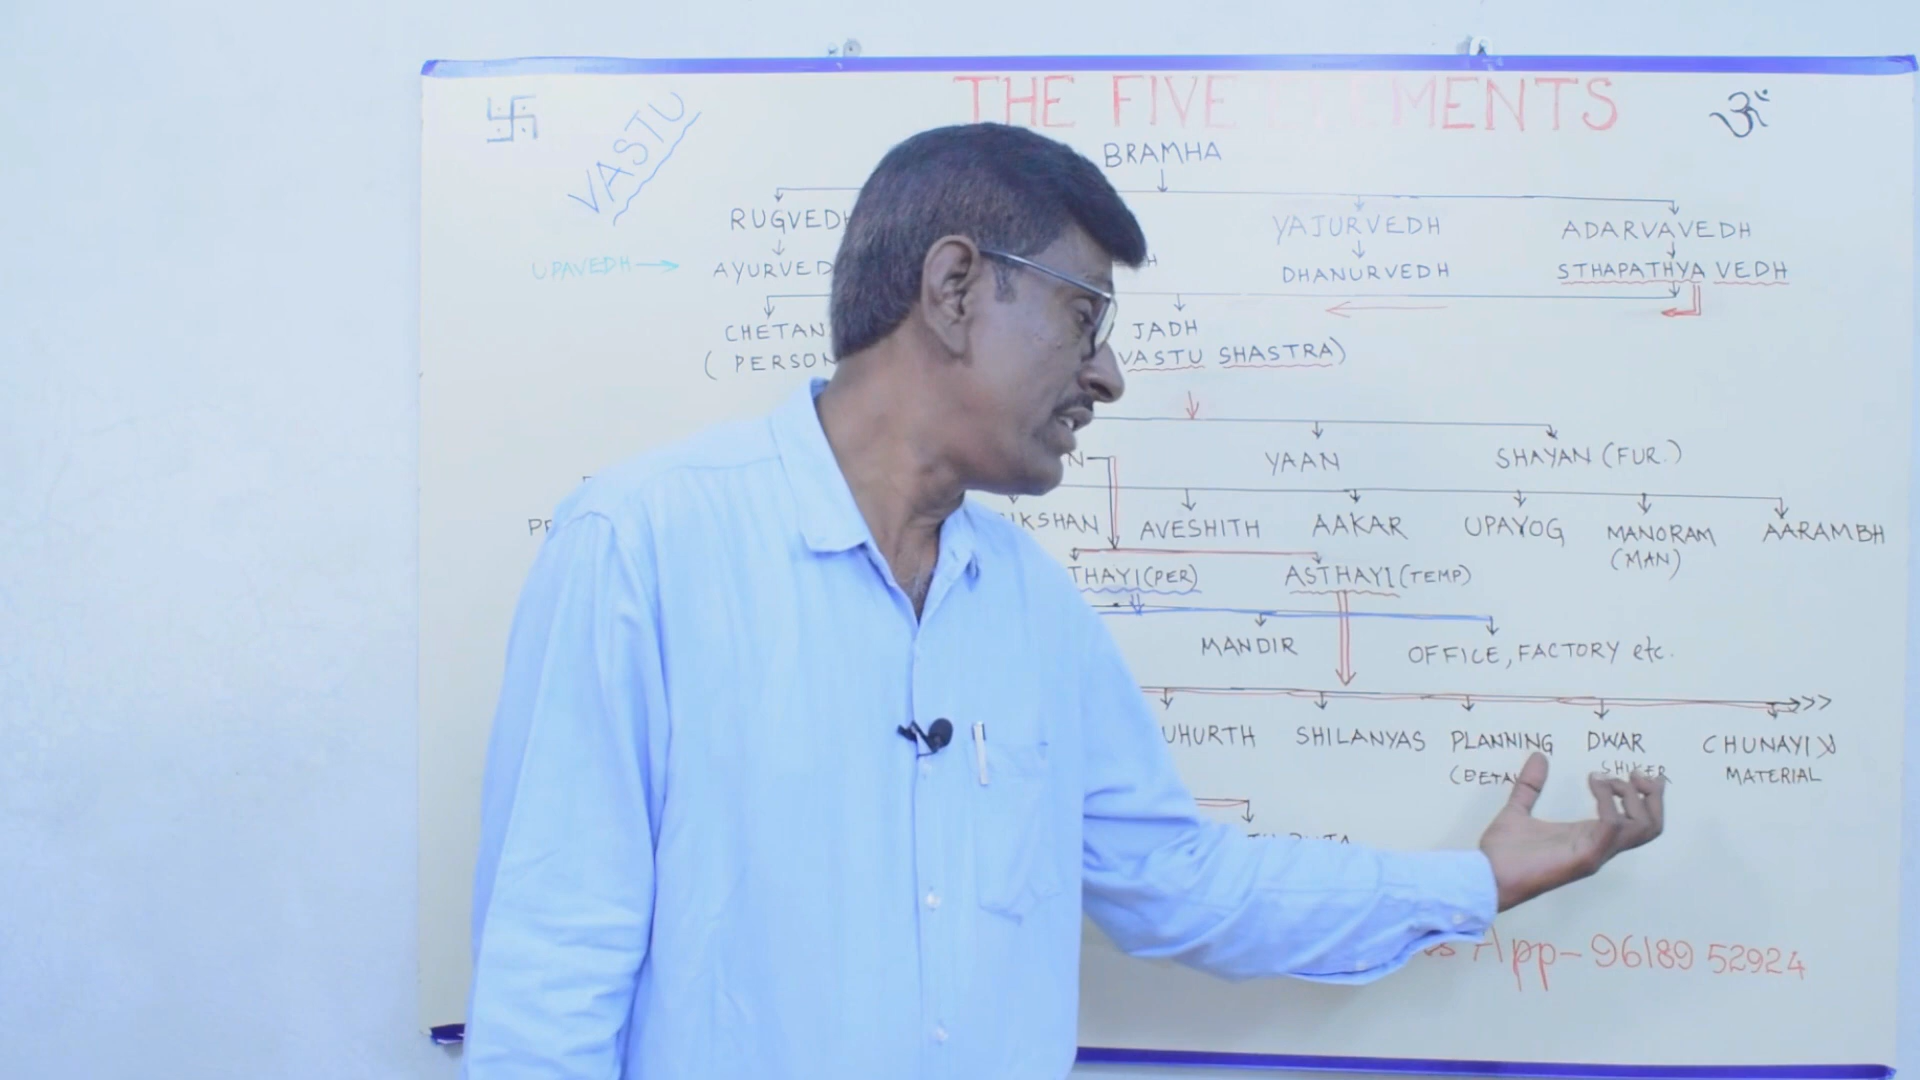 THE FIVE ELEMENTS
VASTU
BRAMHA
RUGVEDH YAJURVEDH ADARVAVEDH
UPAVEDH → AYURVED DHANURVEDH STHAPATHYA VEDH
CHETAN JADH
( PERSON VASTU SHASTRA)
YAAN SHAYAN (FUR.)
IKSHAN AVESHITH AAKAR UPAYOG MANORAM AARAMBH
(MAN)
THAYI (PER) ASTHAYI (TEMP)
MANDIR OFFICE, FACTORY etc.
UHURTH SHILANYAS PLANNING DWAR CHUNAYI
MATERIAL
App- 96189 52924